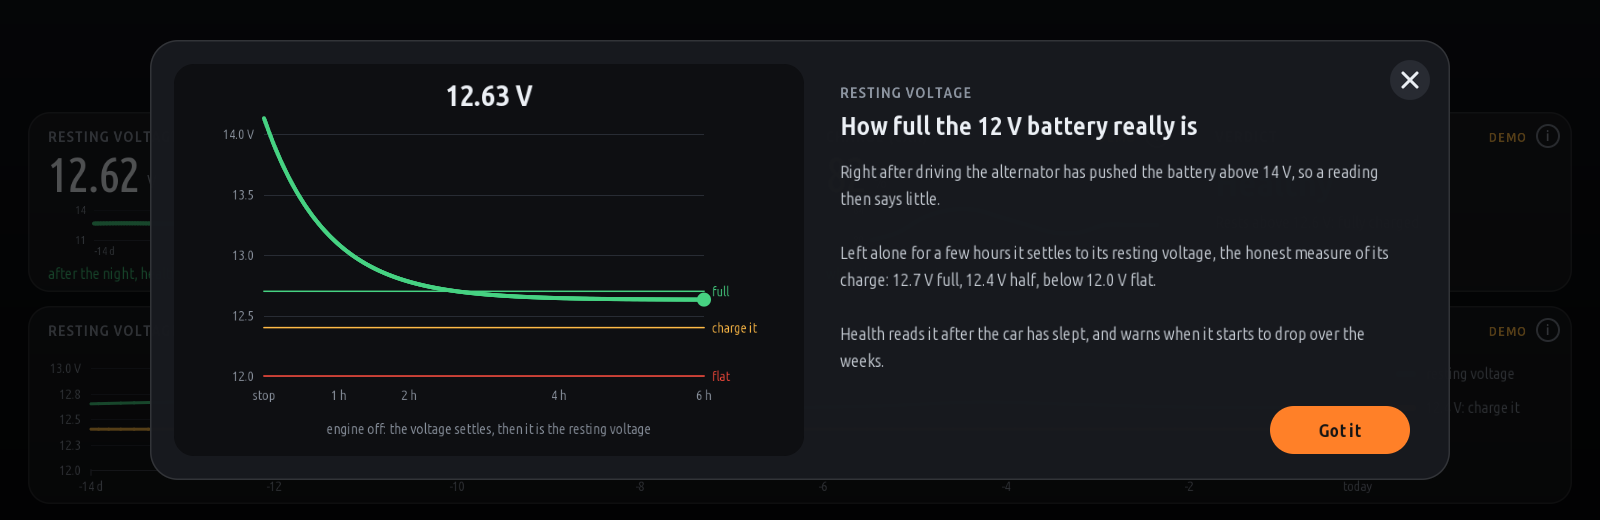 RESTING VOLT
12.62 V
14
11
-14 d
after the night, he
DEMO
i
RESTING VOLT
13.0 V
12.8
12.5
12.3
12.0
-14 d
-12
-10
-8
-6
-4
-2
today
DEMO
i
ing voltage
V: charge it
12.63 V
14.0 V
13.5
13.0
12.5
12.0
full
charge it
flat
stop
1 h
2 h
4 h
6 h
engine off: the voltage settles, then it is the resting voltage
RESTING VOLTAGE
How full the 12 V battery really is
Right after driving the alternator has pushed the battery above 14 V, so a reading
then says little.
Left alone for a few hours it settles to its resting voltage, the honest measure of its
charge: 12.7 V full, 12.4 V half, below 12.0 V flat.
Health reads it after the car has slept, and warns when it starts to drop over the
weeks.
Got it